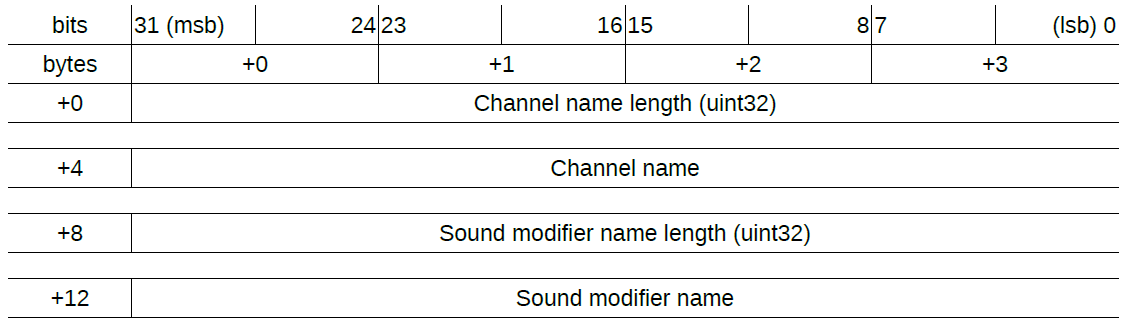 bits 31 (msb) 24 23 16 15 8 7 (lsb) 0
bytes +0 +1 +2 +3
+0 Channel name length (uint32)
+4 Channel name
+8 Sound modifier name length (uint32)
+12 Sound modifier name